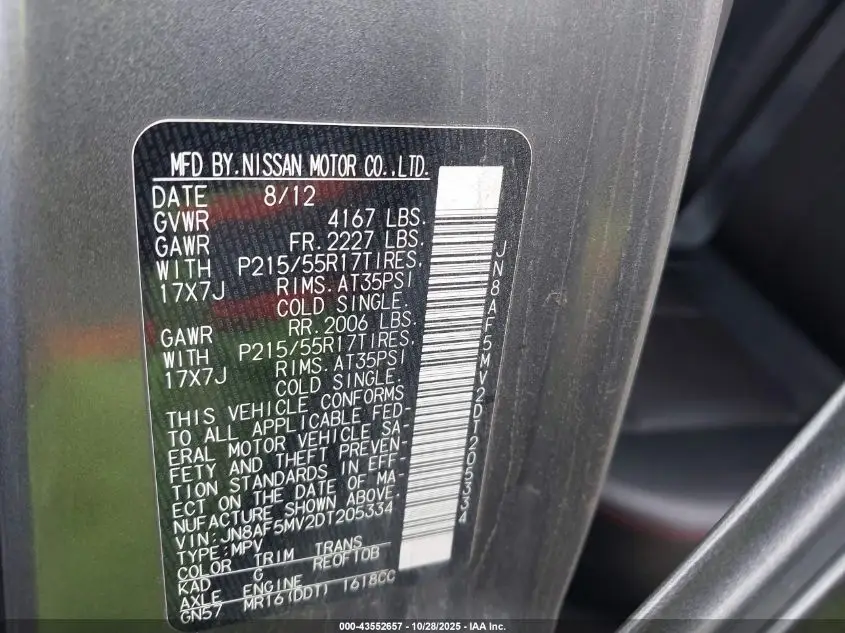 MFD BY.NISSAN MOTOR CO.,LTD.
DATE 8/12
GVWR 4167 LBS.
GAWR FR.2227 LBS.
WITH P215/55R17TIRES,
17X7J RIMS.AT35PSI
COLD SINGLE.
GAWR RR.2006 LBS.
WITH P215/55R17TIRES,
17X7J RIMS.AT35PSI
COLD SINGLE.
THIS VEHICLE CONFORMS
TO ALL APPLICABLE FED-
ERAL MOTOR VEHICLE SA-
FETY AND THEFT PREVEN-
TION STANDARDS IN EFF-
ECT ON THE DATE OF MA-
NUFACTURE SHOWN ABOVE.
VIN:JN8AF5MV2DT205334
TYPE:MPV
COLOR TRIM TRANS
KAD G RE0F10B
AXLE ENGINE
GN57 MR16(DDT) 1618CC
JN8AF5MV2DT205334
000-43552657 - 10/28/2025 - IAA Inc.